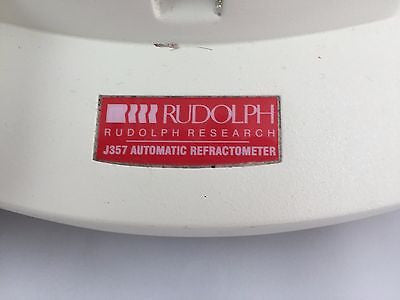 RUDOLPH
RUDOLPH RESEARCH
J357 AUTOMATIC REFRACTOMETER